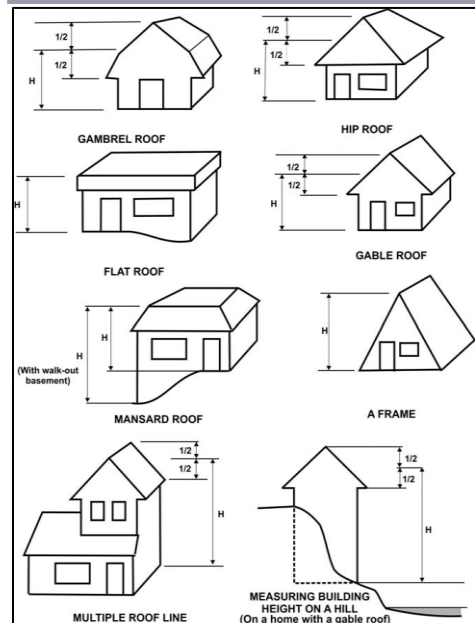 1/2
1/2
H
GAMBREL ROOF
1/2
1/2
H
HIP ROOF
H
FLAT ROOF
1/2
1/2
H
GABLE ROOF
H
H
(With walk-out
basement)
MANSARD ROOF
H
A FRAME
1/2
1/2
H
MULTIPLE ROOF LINE
1/2
1/2
H
MEASURING BUILDING
HEIGHT ON A HILL
(On a home with a gable roof)